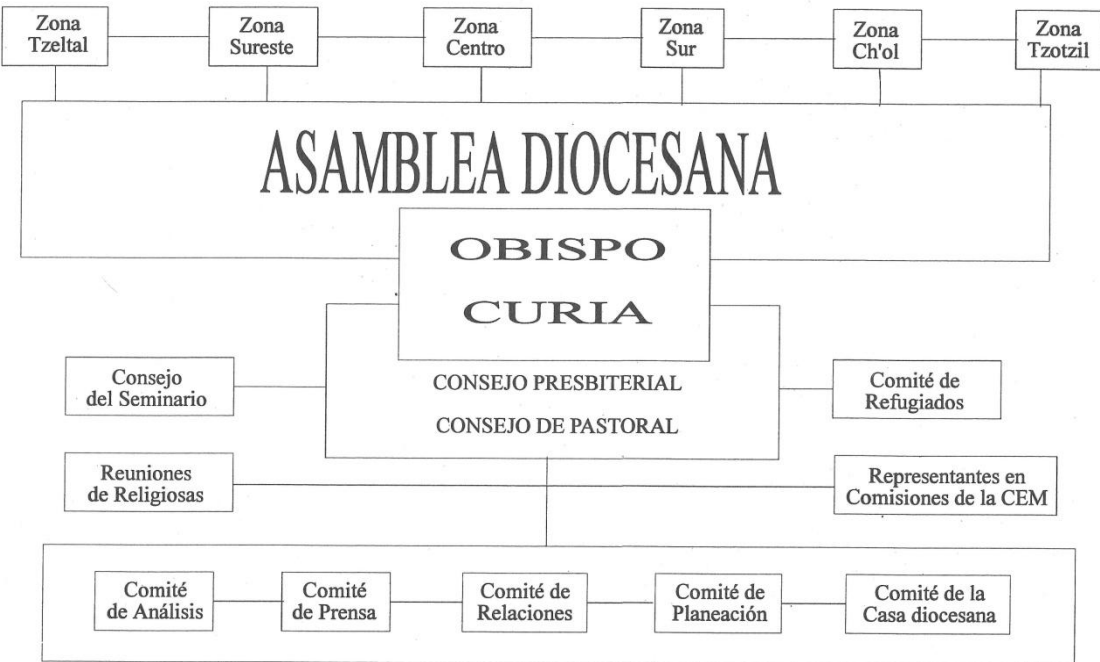 Zona
Tzeltal
Zona
Sureste
Zona
Centro
Zona
Sur
Zona
Ch'ol
Zona
Tzotzil
ASAMBLEA DIOCESANA
OBISPO
CURIA
CONSEJO PRESBITERIAL
CONSEJO DE PASTORAL
Consejo
del Seminario
Comité de
Refugiados
Reuniones
de Religiosas
Representantes en
Comisiones de la CEM
Comité
de Análisis
Comité
de Prensa
Comité de
Relaciones
Comité de
Planeación
Comité de la
Casa diocesana